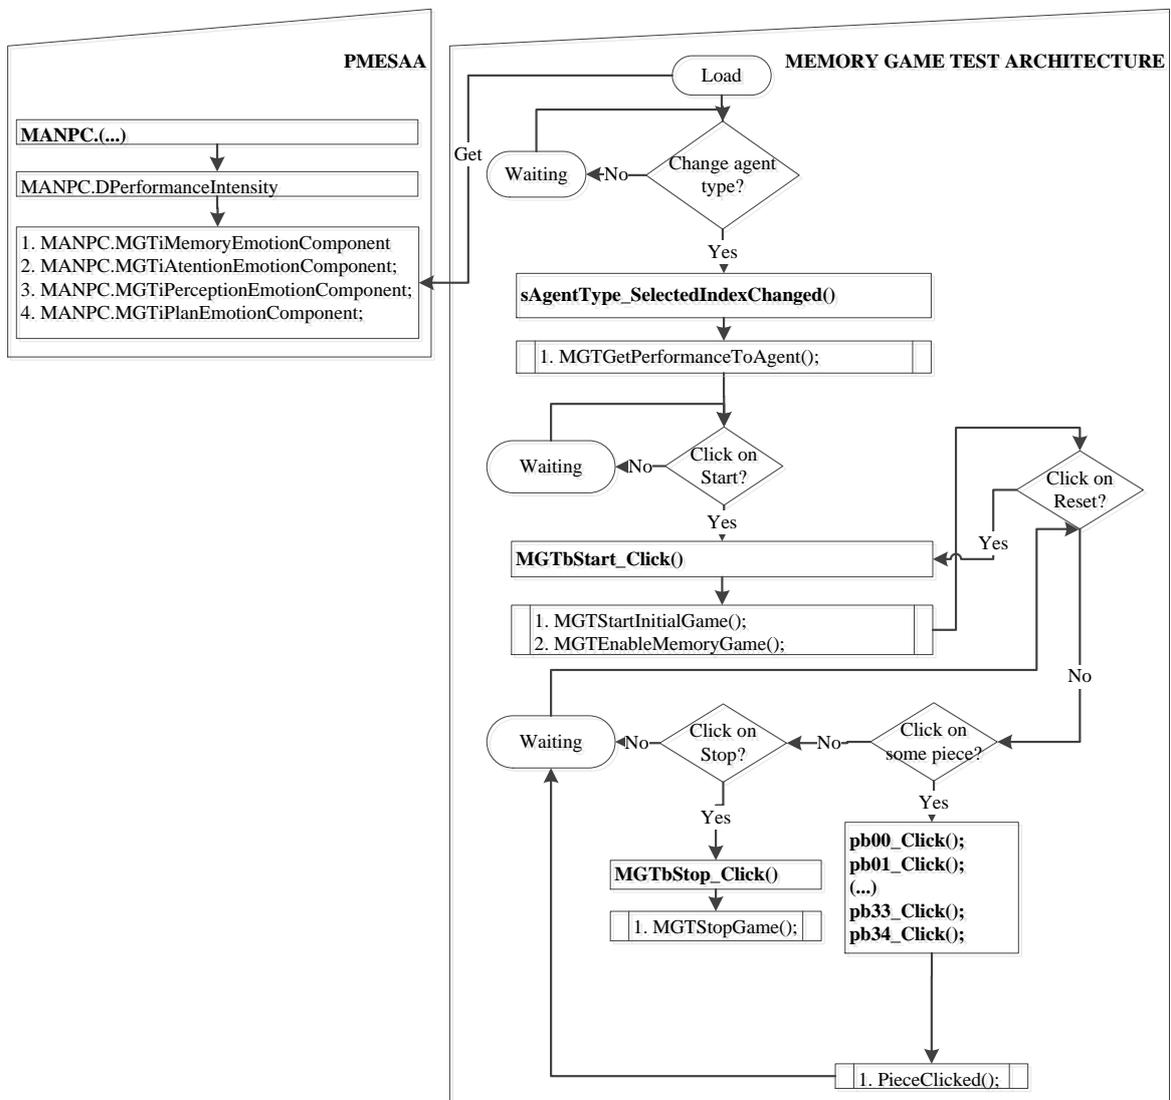 PMESAA
MANPC.(...)
MANPC.DPerformanceIntensity
1. MANPC.MGTiMemoryEmotionComponent
2. MANPC.MGTiAtentionEmotionComponent;
3. MANPC.MGTiPerceptionEmotionComponent;
4. MANPC.MGTiPlanEmotionComponent;
Get
MEMORY GAME TEST ARCHITECTURE
Load
Change agent
type?
No
Waiting
Yes
sAgentType_SelectedIndexChanged()
1. MGTGetPerformanceToAgent();
Click on
Start?
No
Waiting
Yes
MGTbStart_Click()
1. MGTStartInitialGame();
2. MGTEnableMemoryGame();
Click on
Reset?
Yes
No
Click on
some piece?
No
Click on
Stop?
No
Waiting
Yes
MGTbStop_Click()
1. MGTStopGame();
Yes
pb00_Click();
pb01_Click();
(...)
pb33_Click();
pb34_Click();
1. PieceClicked();